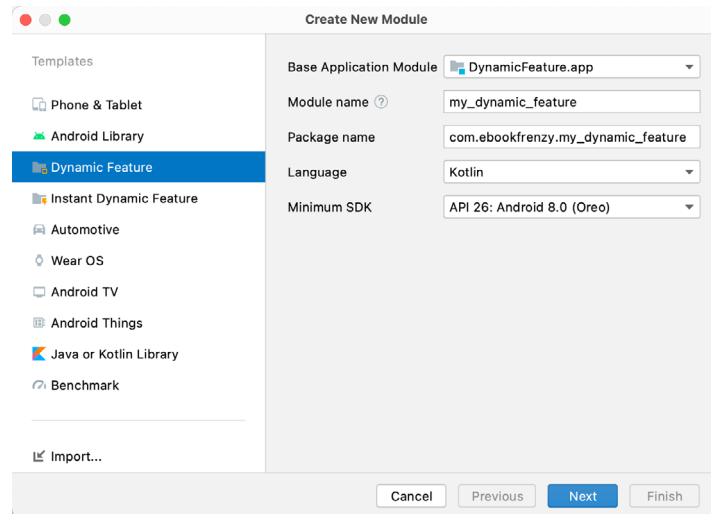 Create New Module
Templates
Phone & Tablet
Android Library
Dynamic Feature
Instant Dynamic Feature
Automotive
Wear OS
Android TV
Android Things
Java or Kotlin Library
Benchmark
Import...
Base Application Module DynamicFeature.app
Module name ? my_dynamic_feature
Package name com.ebookfrenzy.my_dynamic_feature
Language Kotlin
Minimum SDK API 26: Android 8.0 (Oreo)
Cancel Previous Next Finish